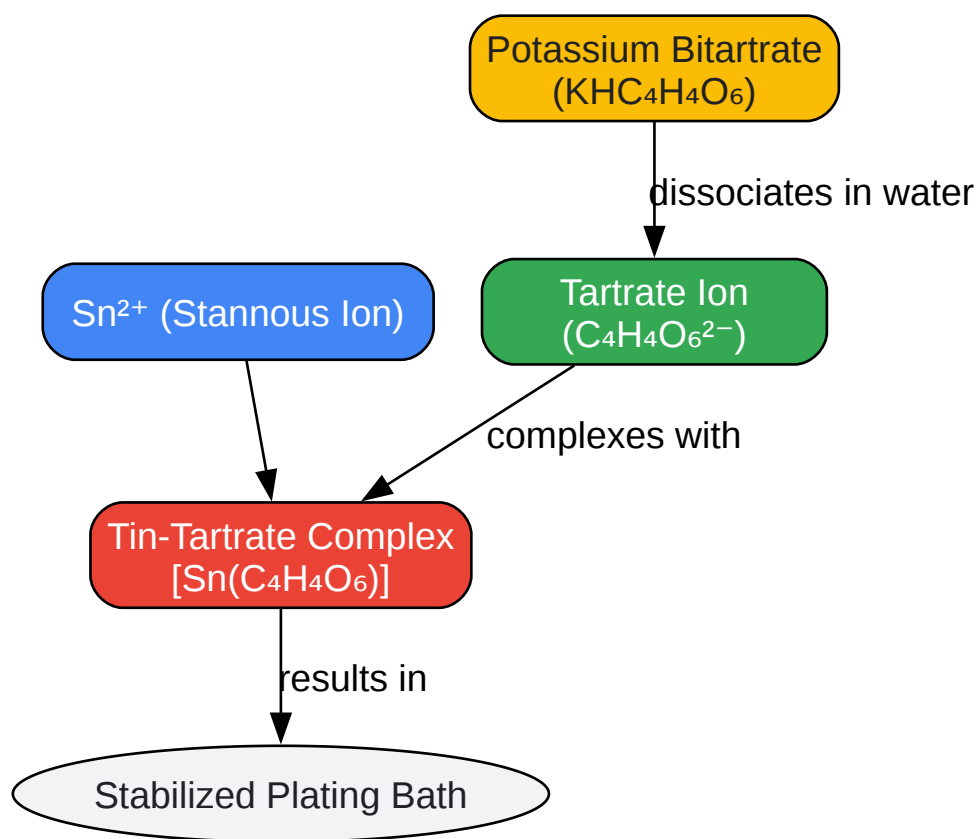 Potassium Bitartrate
(KHC₄H₄O₆)
dissociates in water
Sn²⁺ (Stannous Ion)
Tartrate Ion
(C₄H₄O₆²⁻)
complexes with
Tin-Tartrate Complex
[Sn(C₄H₄O₆)]
results in
Stabilized Plating Bath